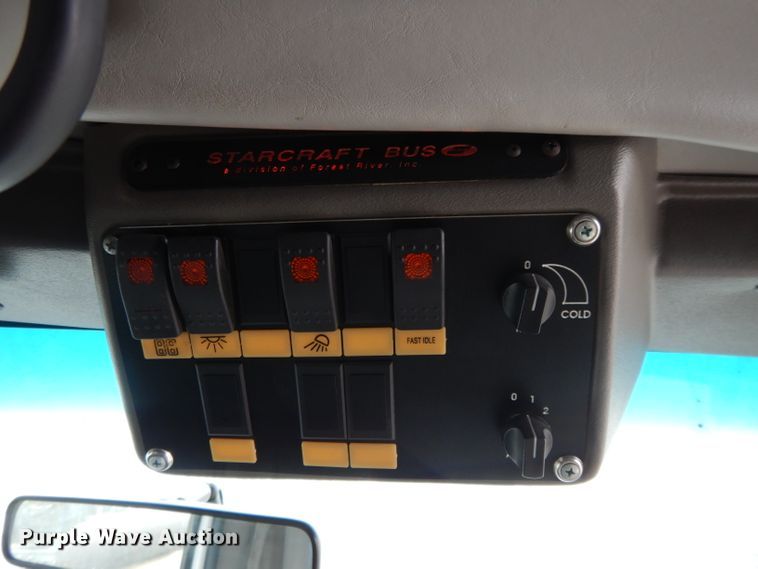 STARCRAFT BUS
a division of Forest River, Inc.
0
COLD
FAST IDLE
0 1 2
Purple Wave Auction